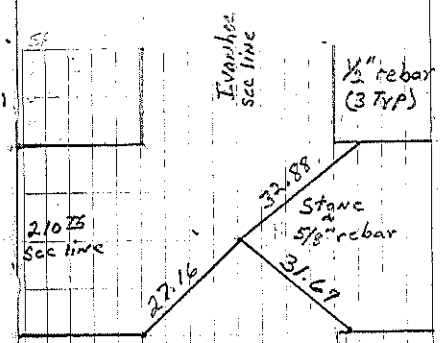 Ivanhoe
sec line
1/2" rebar
(3 Typ)
32.88
Stone
5/8" rebar
210 TH
sec line
27.16
31.67